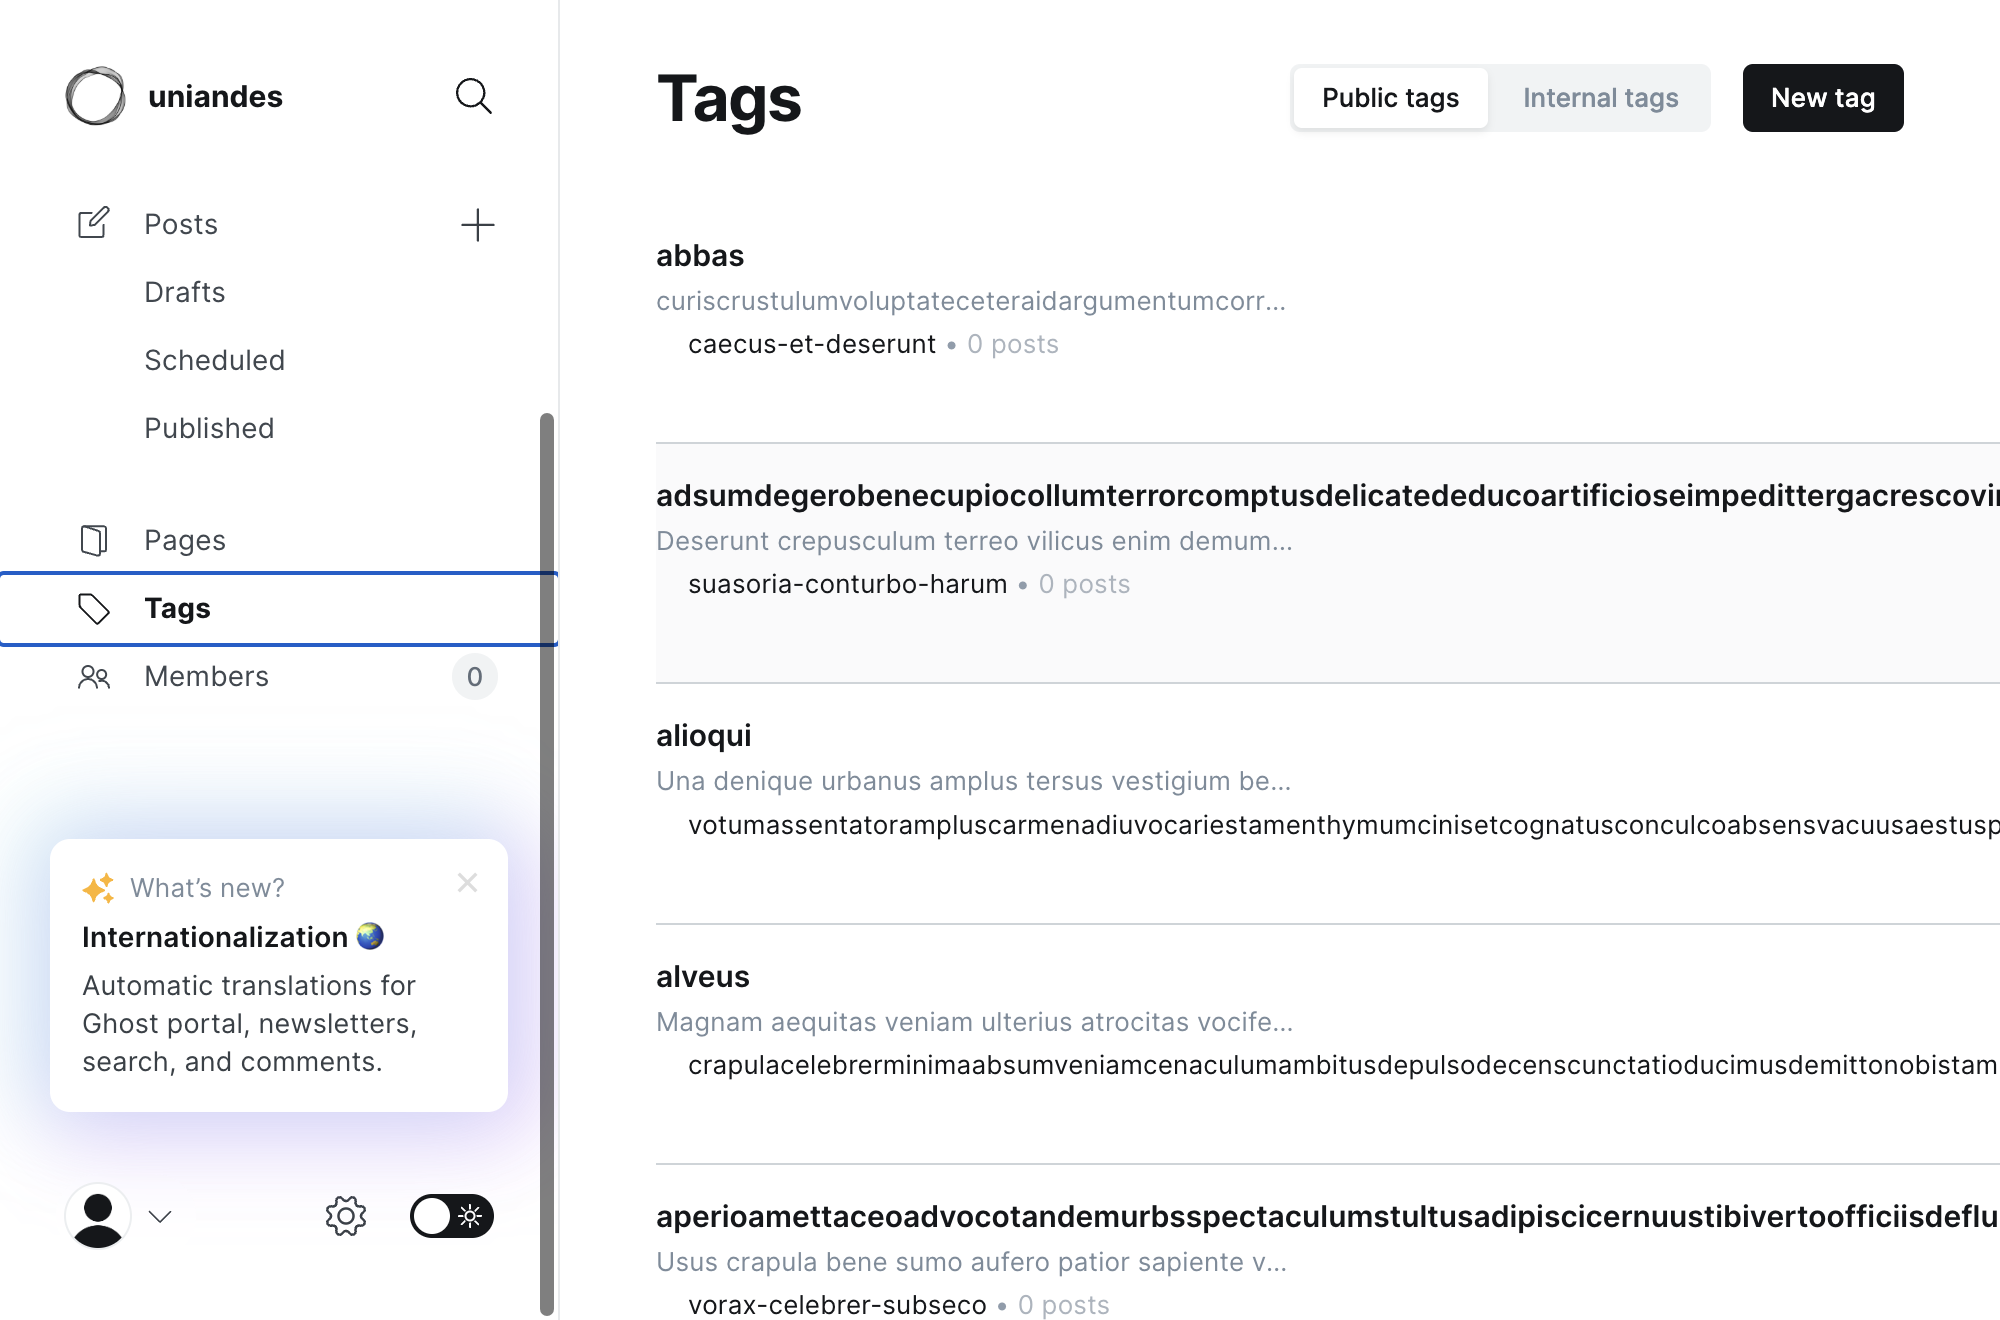 uniandes
Posts
Drafts
Scheduled
Published
Pages
Tags
Members
0
What's new?
Internationalization 🌏
Automatic translations for
Ghost portal, newsletters,
search, and comments.
Tags
Public tags
Internal tags
New tag
abbas
curiscrustulumvoluptateceteraidargumentumcorr...
caecus-et-deserunt • 0 posts
adsumdegerobenecupiocollumterrorcomptusdelicatededucoartificioseimpedittergacrescovin
Deserunt crepusculum terreo vilicus enim demum...
suasoria-conturbo-harum • 0 posts
alioqui
Una denique urbanus amplus tersus vestigium be...
votumassentatorampluscarmenadiuvocariestamenthymumcinisetcognatusconculcoabsensvacuusaestusp
alveus
Magnam aequitas veniam ulterius atrocitas vocife...
crapulacelebrerminimaabsumveniamcenaculumambitusdepulsodecenscunctatioducimusdemittonobistam
aperioamettaceoadvocotandemurbsspectaculumstultusadipiscicernuustibivertoofficiisdeflu
Usus crapula bene sumo aufero patior sapiente v...
vorax-celebrer-subseco • 0 posts